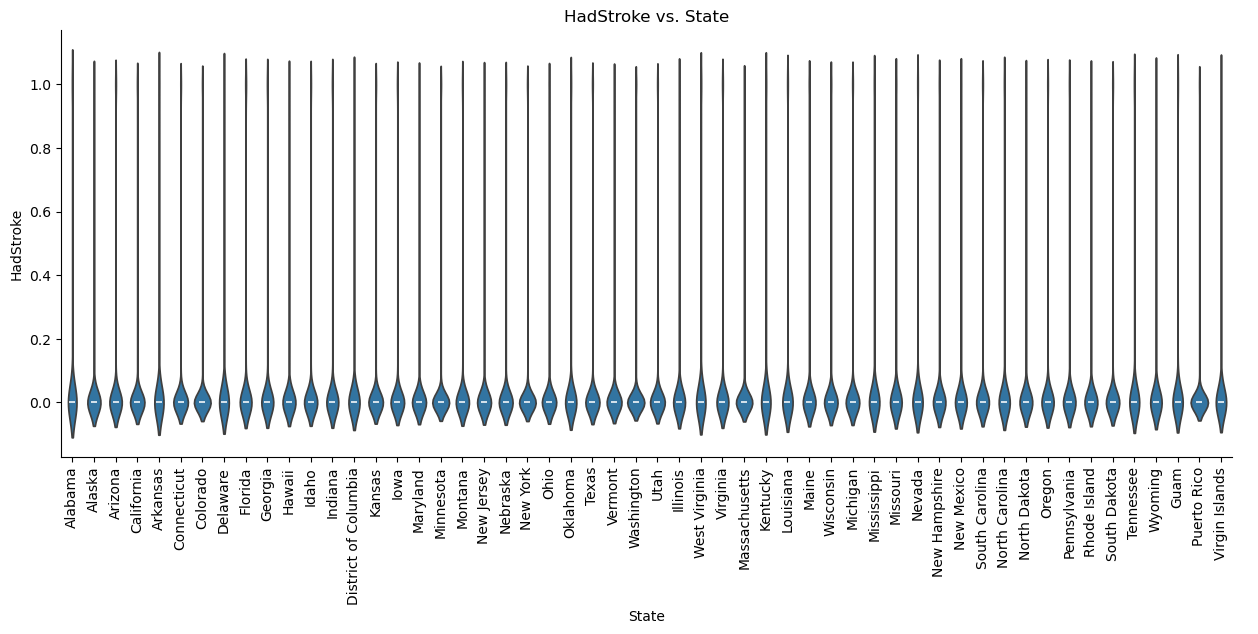 HadStroke vs. State
HadStroke
1.0
0.8
0.6
0.4
0.2
0.0
Alabama
Alaska
Arizona
California
Arkansas
Connecticut
Colorado
Delaware
Florida
Georgia
Hawaii
Idaho
Indiana
District of Columbia
Kansas
Iowa
Maryland
Minnesota
Montana
New Jersey
Nebraska
New York
Ohio
Oklahoma
Texas
Vermont
Washington
Utah
Illinois
West Virginia
Virginia
Massachusetts
Kentucky
Louisiana
Maine
Wisconsin
Michigan
Mississippi
Missouri
Nevada
New Hampshire
New Mexico
South Carolina
North Carolina
North Dakota
Oregon
Pennsylvania
Rhode Island
South Dakota
Tennessee
Wyoming
Guam
Puerto Rico
Virgin Islands
State